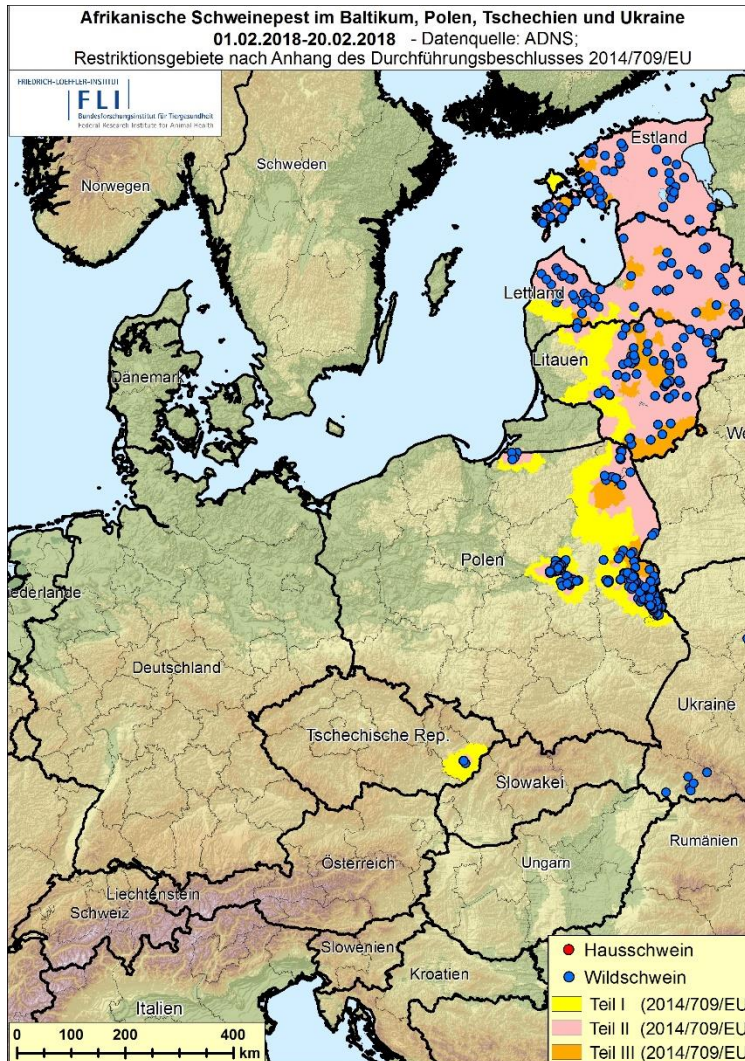 Afrikanische Schweinepest im Baltikum, Polen, Tschechien und Ukraine
01.02.2018-20.02.2018 - Datenquelle: ADNS;
Restriktionsgebiete nach Anhang des Durchführungsbeschlusses 2014/709/EU
FRIEDRICH-LOEFFLER-INSTITUT
FLI
Bundesforschungsinstitut für Tiergesundheit
Federal Research Institute for Animal Health
Estland
Schweden
Norwegen
Lettland
Litauen
Dänemark
We
Polen
ederlande
Deutschland
Ukraine
Tschechische Rep.
Slowakei
Rumänien
Österreich
Ungarn
Liechtenstein
Schweiz
Slowenien
Kroatien
Italien
Hausschwein
Wildschwein
Teil I (2014/709/EU
Teil II (2014/709/EU
Teil III (2014/709/EU
0 100 200 400
km